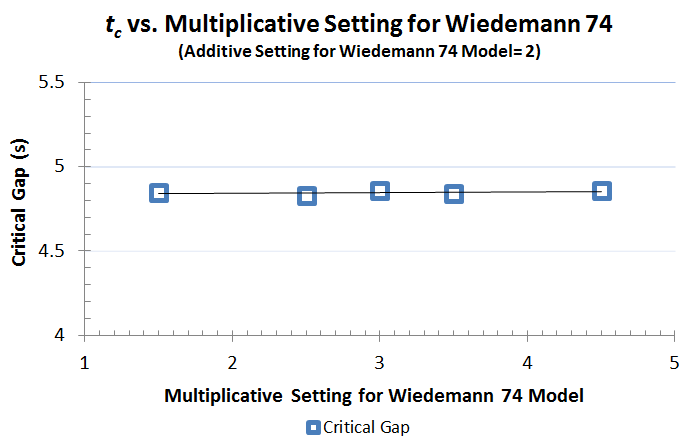 tc vs. Multiplicative Setting for Wiedemann 74
(Additive Setting for Wiedemann 74 Model= 2)
5.5
5
4.5
4
Critical Gap (s)
1 2 3 4 5
Multiplicative Setting for Wiedemann 74 Model
Critical Gap